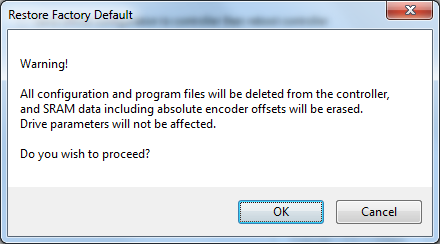 Restore Factory Default
Warning!
All configuration and program files will be deleted from the controller,
and SRAM data including absolute encoder offsets will be erased.
Drive parameters will not be affected.
Do you wish to proceed?
OK
Cancel